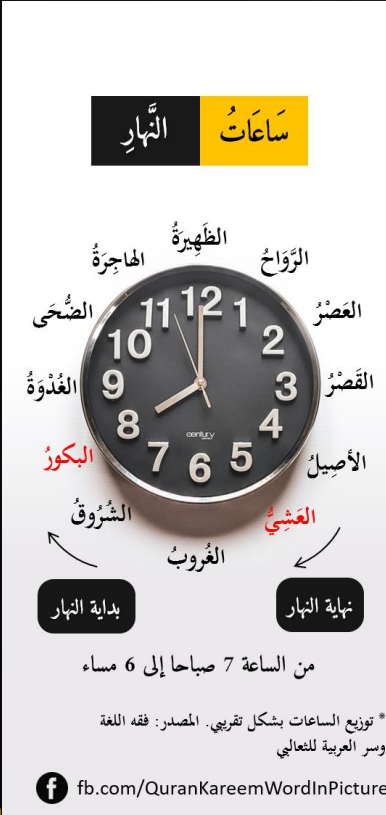 سَاعَاتُ النَّهارِ
الظَهِيرَةُ
الرَّوَاحُ
العَصْرُ
القَصْرُ
الأصِيلُ
العَشِيُّ
الغُروبُ
الشُرُوقُ
البكورُ
الغُدْوَةُ
الضُّحَى
الهاجِرَةُ
12
1
2
3
4
5
6
7
8
9
10
11
century
بداية النهار
نهاية النهار
من الساعة 7 صباحا إلى 6 مساء
* توزيع الساعات بشكل تقريبي. المصدر: فقه اللغة
وسر العربية للثعالبي
fb.com/QuranKareemWordInPicture